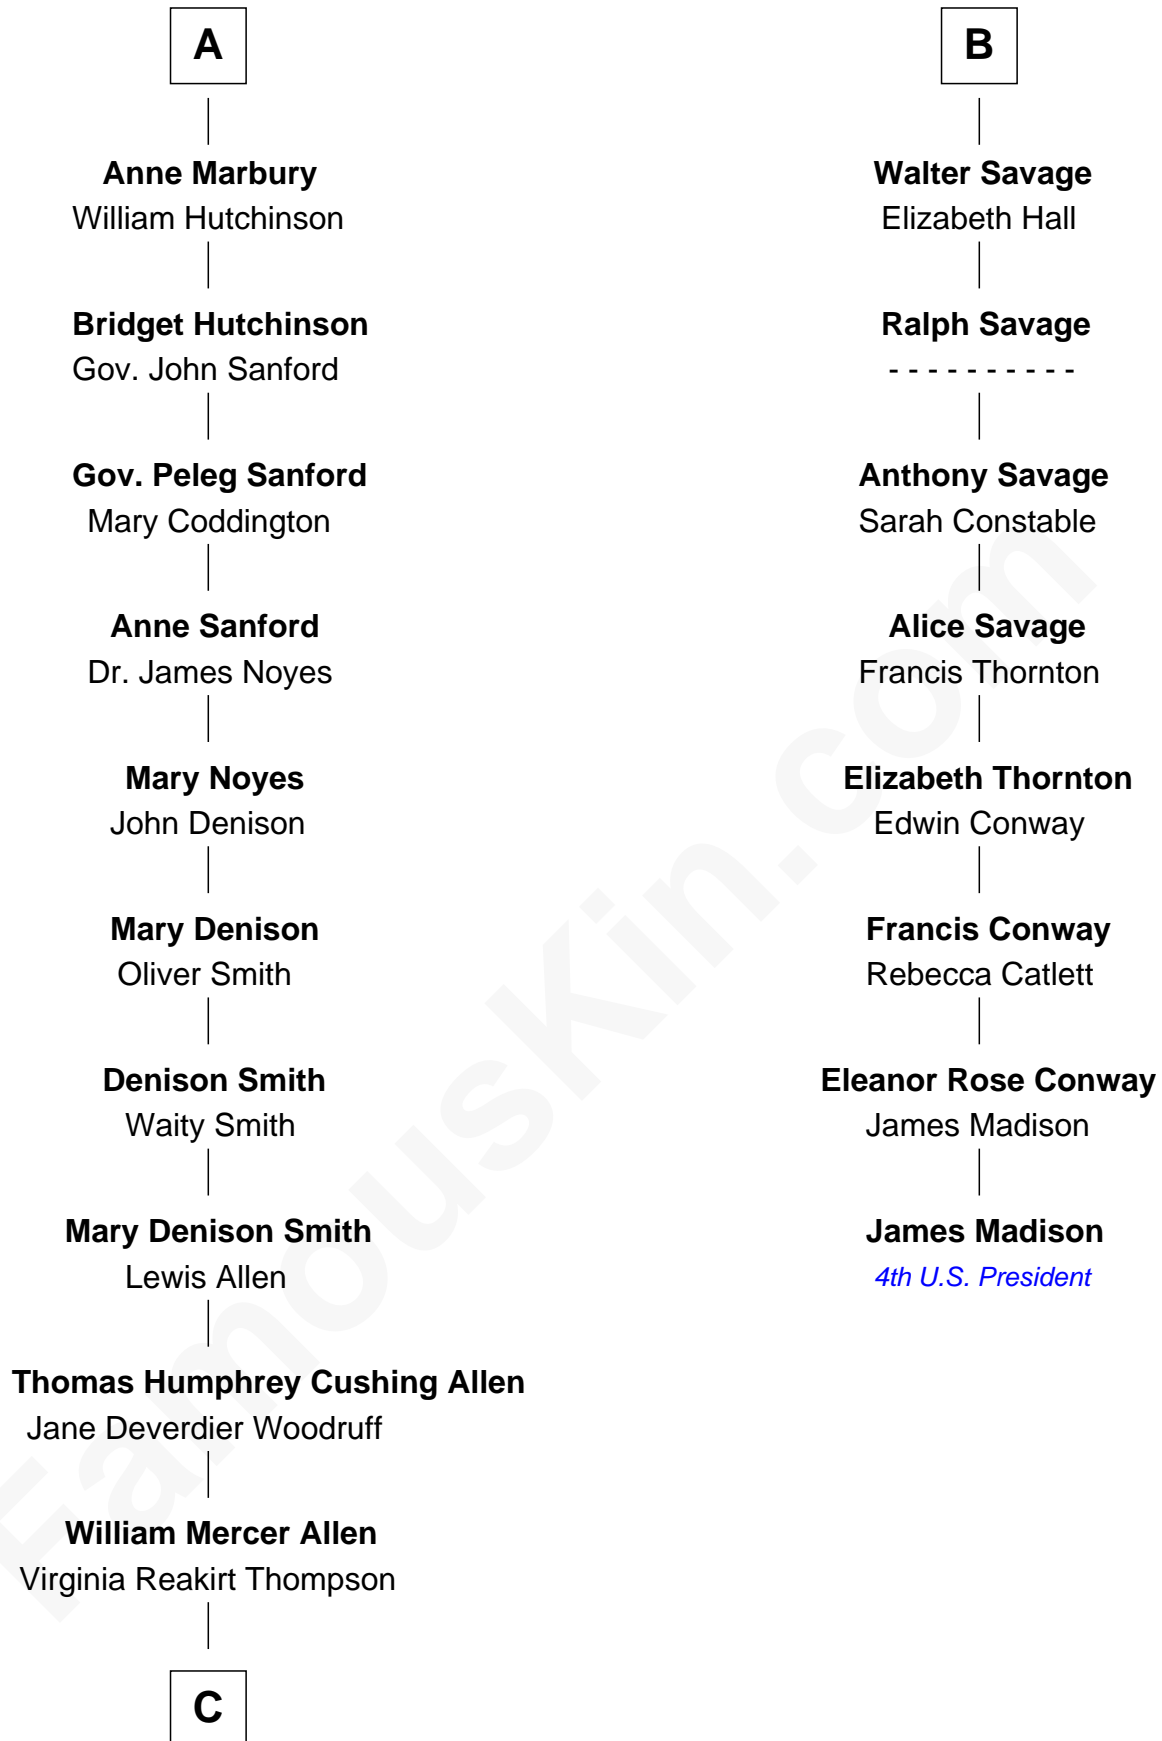 A
Anne Marbury
William Hutchinson
Bridget Hutchinson
Gov. John Sanford
Gov. Peleg Sanford
Mary Coddington
Anne Sanford
Dr. James Noyes
Mary Noyes
John Denison
Mary Denison
Oliver Smith
Denison Smith
Waity Smith
Mary Denison Smith
Lewis Allen
Thomas Humphrey Cushing Allen
Jane Deverdier Woodruff
William Mercer Allen
Virginia Reakirt Thompson
C
B
Walter Savage
Elizabeth Hall
Ralph Savage
- - - - - - - - - -
Anthony Savage
Sarah Constable
Alice Savage
Francis Thornton
Elizabeth Thornton
Edwin Conway
Francis Conway
Rebecca Catlett
Eleanor Rose Conway
James Madison
James Madison
4th U.S. President
FamousKin.com